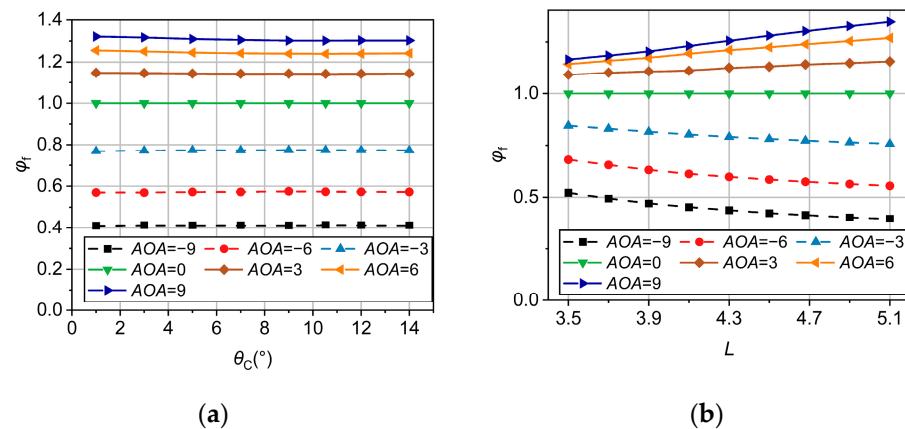 1.4
1.2
1.0
0.8
0.6
0.4
0.2
0.0
φf
AOA=−9 AOA=−6 AOA=−3
AOA=0 AOA=3 AOA=6
AOA=9
0 2 4 6 8 10 12 14
θC(°)
(a)
1.0
0.5
0.0
φf
AOA=−9 AOA=−6 AOA=−3
AOA=0 AOA=3 AOA=6
AOA=9
3.5 3.9 4.3 4.7 5.1
L
(b)